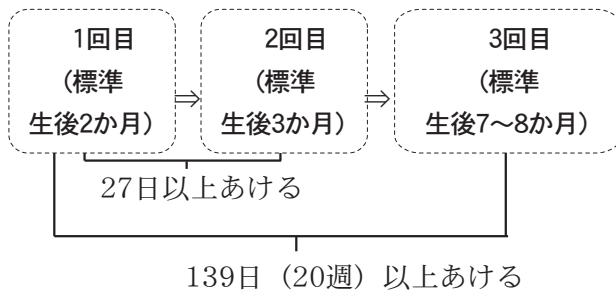 1回目
(標準
生後2か月)
⇒
2回目
(標準
生後3か月)
⇒
3回目
(標準
生後7～8か月)
27日以上あける
139日（20週）以上あける